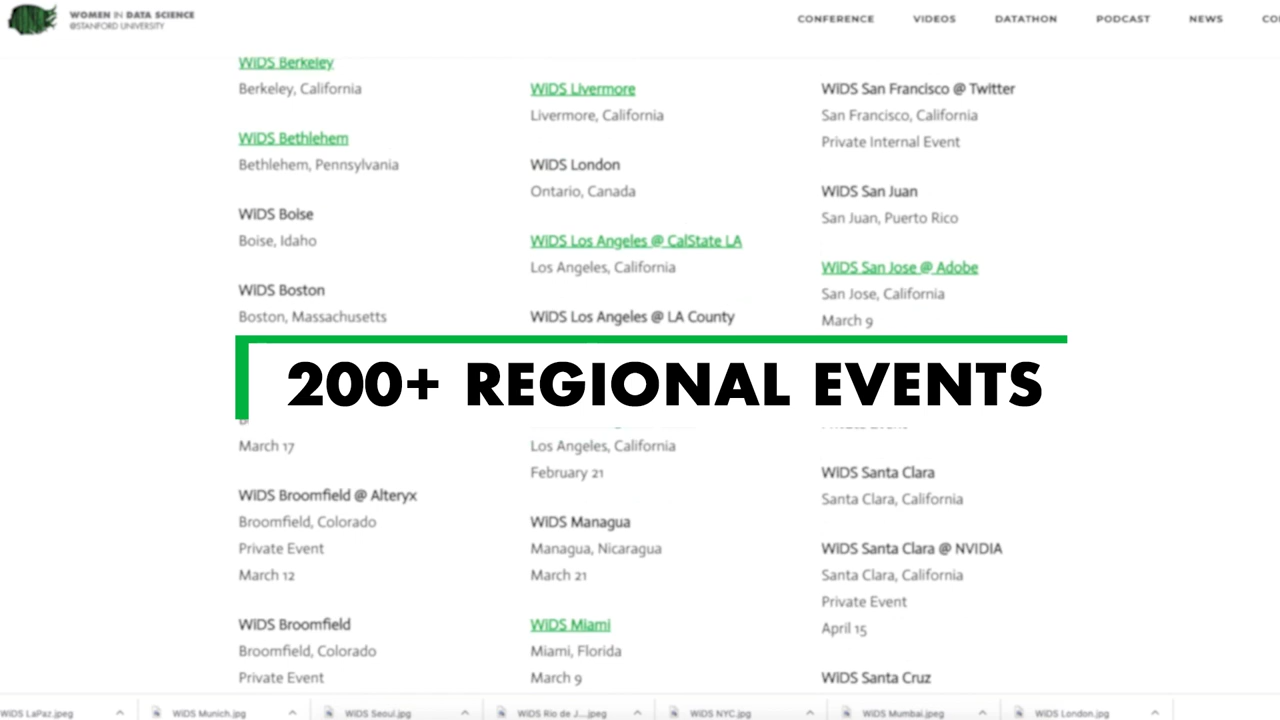 WOMEN IN DATA SCIENCE
@STANFORD UNIVERSITY
CONFERENCE
VIDEOS
DATATHON
PODCAST
NEWS
WiDS Berkeley
Berkeley, California
WiDS Bethlehem
Bethlehem, Pennsylvania
WiDS Boise
Boise, Idaho
WiDS Boston
Boston, Massachusetts
WiDS Livermore
Livermore, California
WiDS London
Ontario, Canada
WiDS Los Angeles @ CalState LA
Los Angeles, California
WiDS Los Angeles @ LA County
WiDS San Francisco @ Twitter
San Francisco, California
Private Internal Event
WiDS San Juan
San Juan, Puerto Rico
WiDS San Jose @ Adobe
San Jose, California
March 9
200+ REGIONAL EVENTS
March 17
WiDS Broomfield @ Alteryx
Broomfield, Colorado
Private Event
March 12
WiDS Broomfield
Broomfield, Colorado
Private Event
Los Angeles, California
February 21
WiDS Managua
Managua, Nicaragua
March 21
WiDS Miami
Miami, Florida
March 9
WiDS Santa Clara
Santa Clara, California
WiDS Santa Clara @ NVIDIA
Santa Clara, California
Private Event
April 15
WiDS Santa Cruz
WiDS LaPaz.jpeg
WiDS Munich.jpg
WiDS Seoul.jpg
WiDS Rio de J....jpeg
WiDS NYC.jpg
WiDS Mumbai.jpeg
WiDS London.jpg